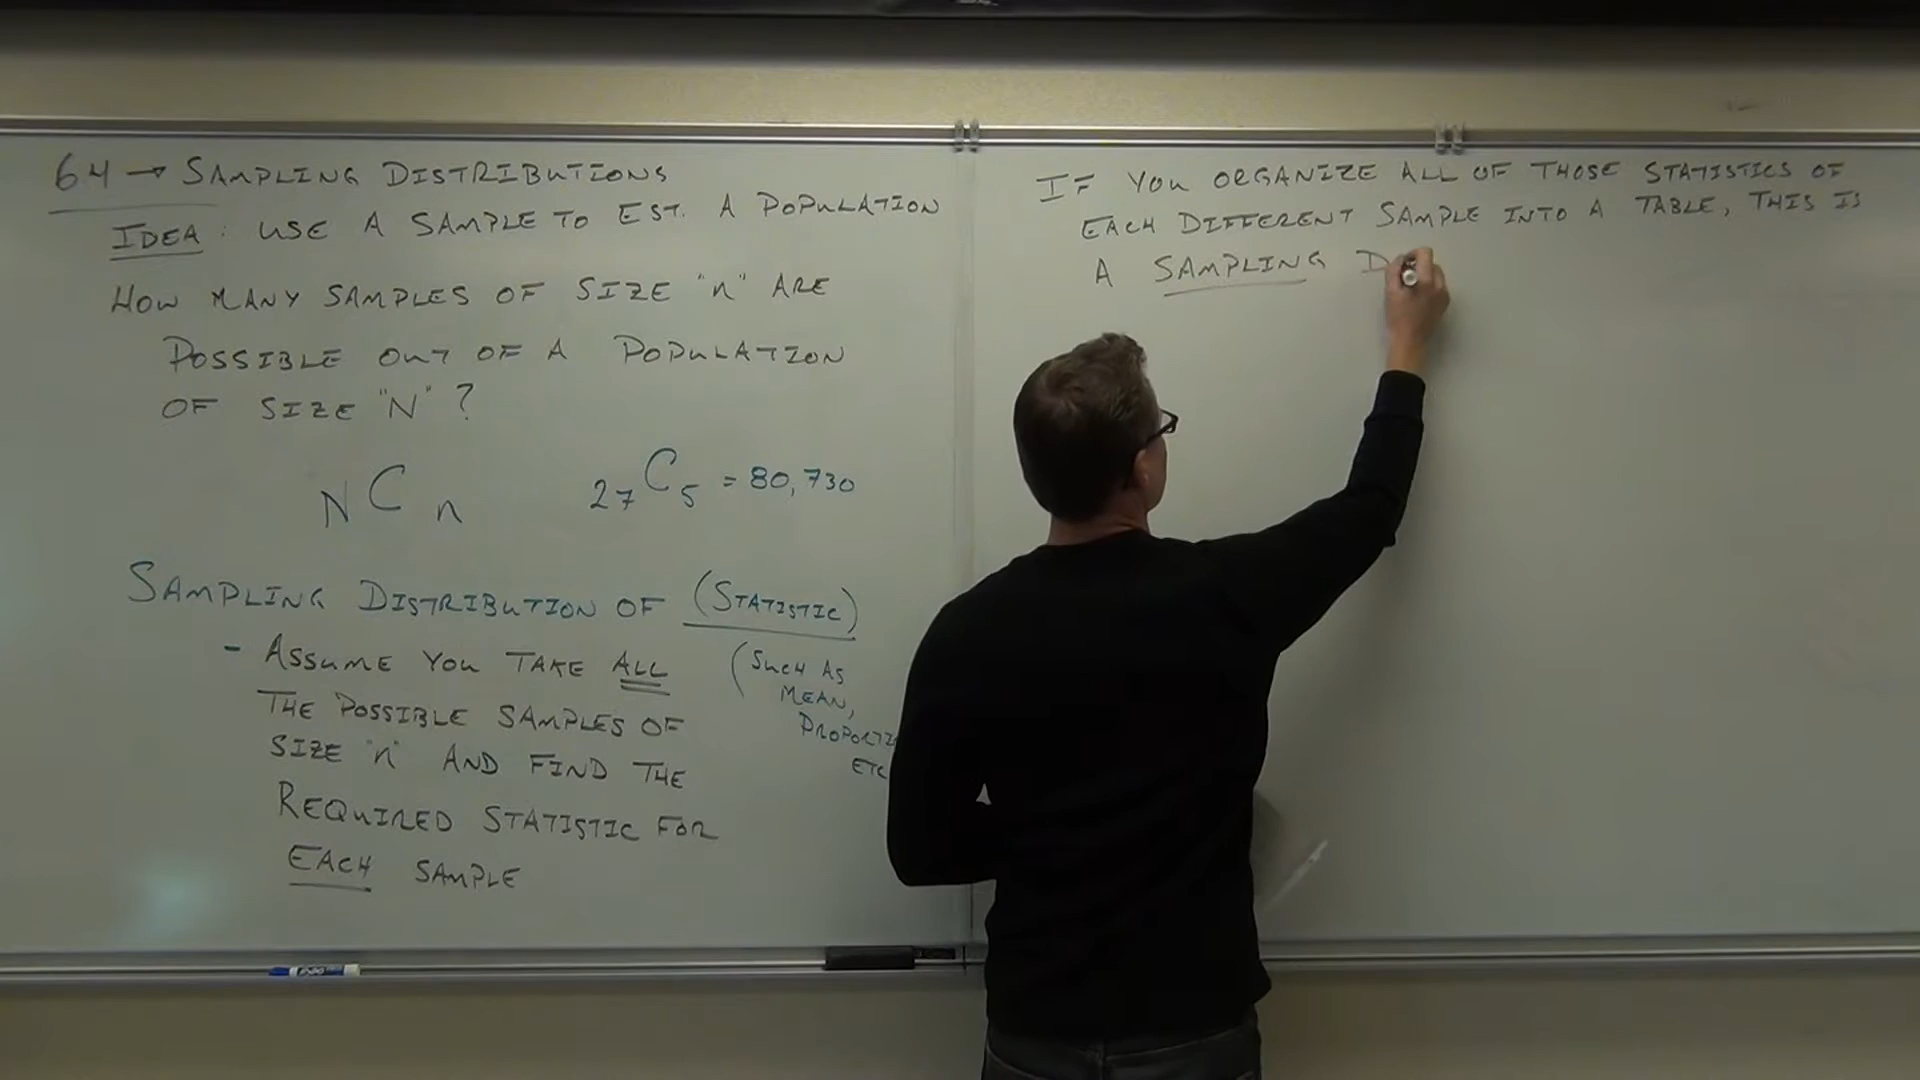 64 → SAMPLING DISTRIBUTIONS
IDEA: USE A SAMPLE TO EST. A POPULATION
HOW MANY SAMPLES OF SIZE "n" ARE
POSSIBLE OUT OF A POPULATION
OF SIZE "N"?
N C n
27 C 5 = 80,730
SAMPLING DISTRIBUTION OF (STATISTIC)
- ASSUME YOU TAKE ALL
THE POSSIBLE SAMPLES OF
SIZE "n" AND FIND THE
REQUIRED STATISTIC FOR
EACH SAMPLE
(SUCH AS
MEAN,
ETC
IF YOU ORGANIZE ALL OF THOSE STATISTICS OF
EACH DIFFERENT SAMPLE INTO A TABLE, THIS IS
A SAMPLING D